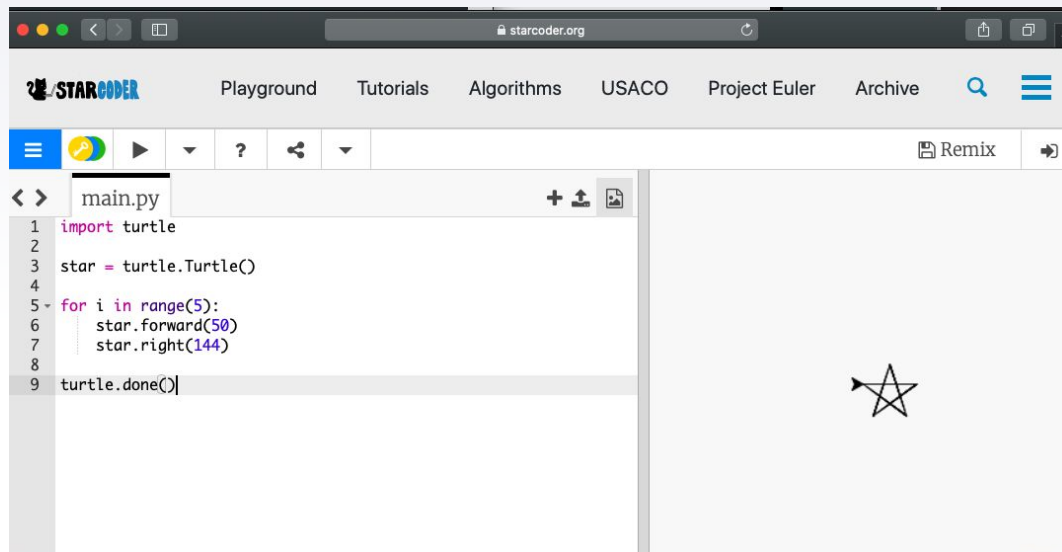 starcoder.org
STARCODER Playground Tutorials Algorithms USACO Project Euler Archive
? Remix
main.py
1 import turtle
2
3 star = turtle.Turtle()
4
5 for i in range(5):
6     star.forward(50)
7     star.right(144)
8
9 turtle.done()